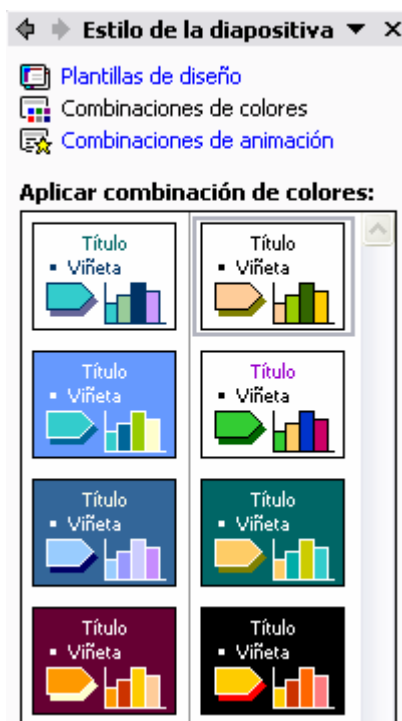 Estilo de la diapositiva
Plantillas de diseño
Combinaciones de colores
Combinaciones de animación
Aplicar combinación de colores:
Título
▪ Viñeta
Título
▪ Viñeta
Título
▪ Viñeta
Título
▪ Viñeta
Título
▪ Viñeta
Título
▪ Viñeta
Título
▪ Viñeta
Título
▪ Viñeta